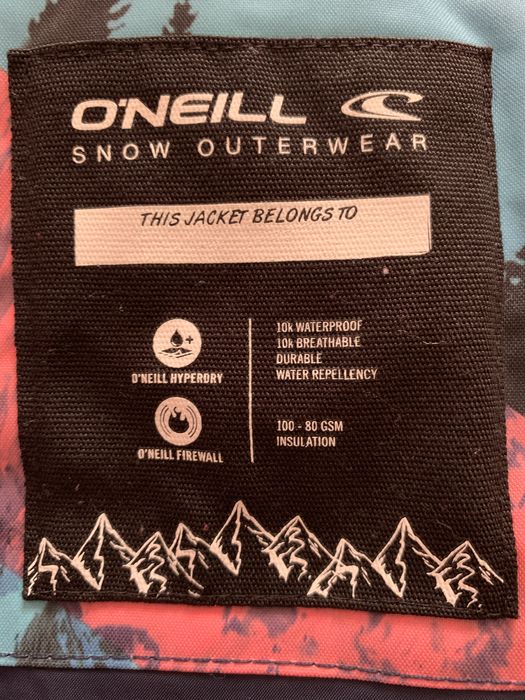 O'NEILL
SNOW OUTERWEAR
THIS JACKET BELONGS TO
O'NEILL HYPERDRY
10k WATERPROOF
10k BREATHABLE
DURABLE
WATER REPELLENCY
O'NEILL FIREWALL
100 - 80 GSM
INSULATION